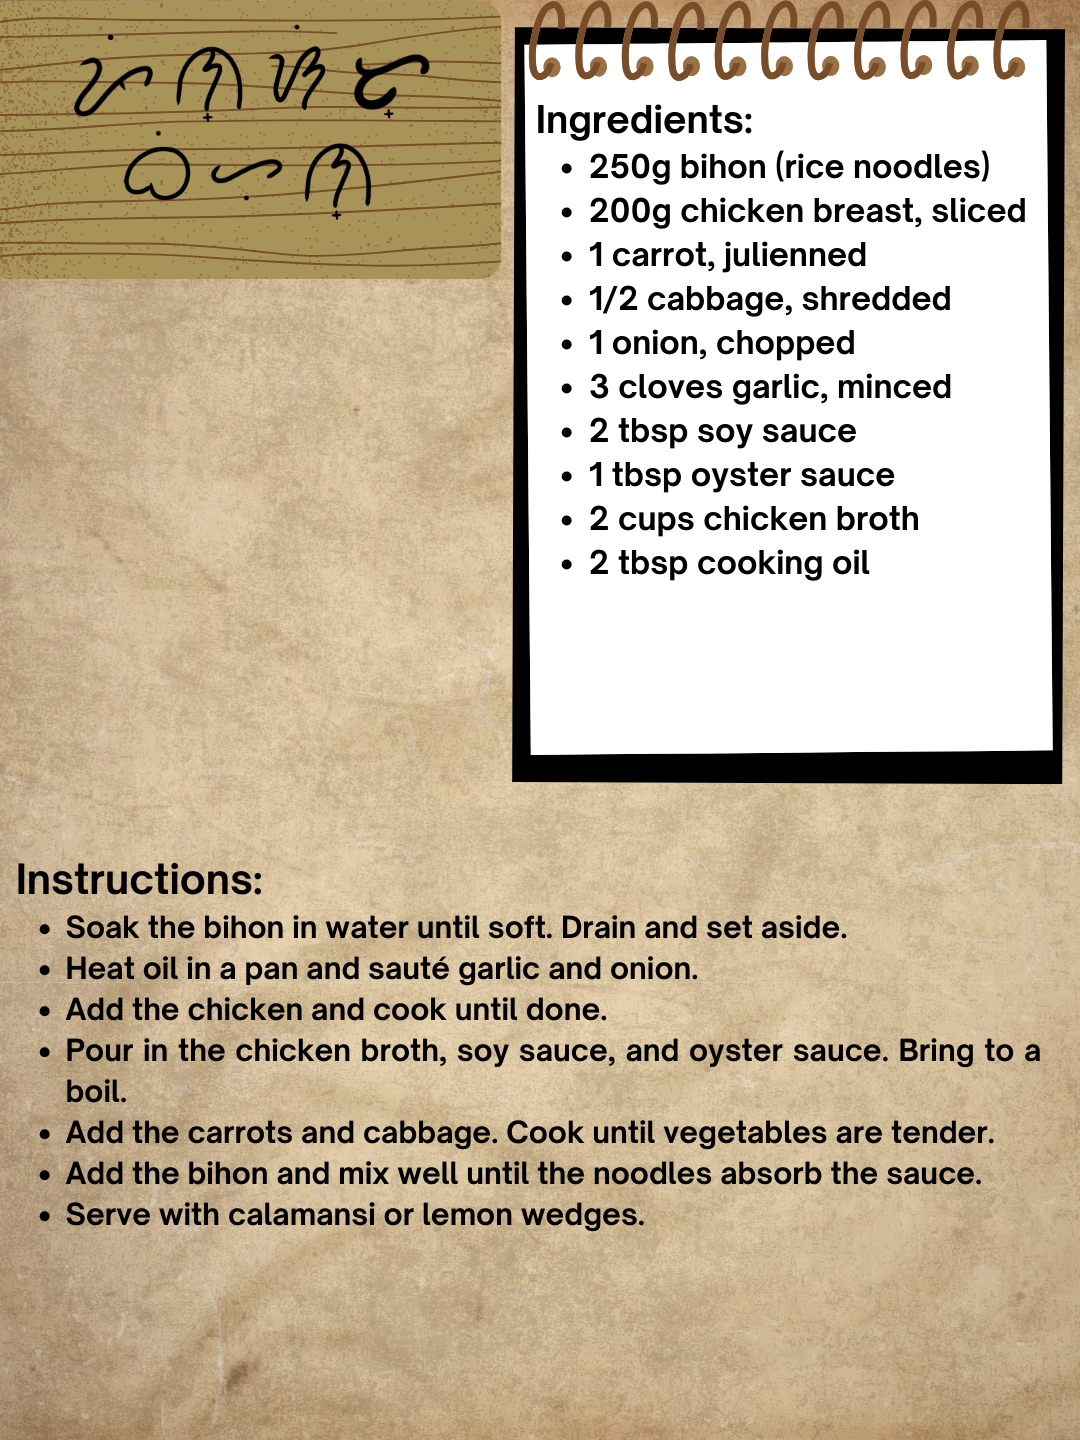 ᜉᜒᜈ᜔ᜐᜒᜆ᜔
ᜊᜒᜑᜓᜈ᜔
Ingredients:
• 250g bihon (rice noodles)
• 200g chicken breast, sliced
• 1 carrot, julienned
• 1/2 cabbage, shredded
• 1 onion, chopped
• 3 cloves garlic, minced
• 2 tbsp soy sauce
• 1 tbsp oyster sauce
• 2 cups chicken broth
• 2 tbsp cooking oil
Instructions:
• Soak the bihon in water until soft. Drain and set aside.
• Heat oil in a pan and sauté garlic and onion.
• Add the chicken and cook until done.
• Pour in the chicken broth, soy sauce, and oyster sauce. Bring to a
boil.
• Add the carrots and cabbage. Cook until vegetables are tender.
• Add the bihon and mix well until the noodles absorb the sauce.
• Serve with calamansi or lemon wedges.